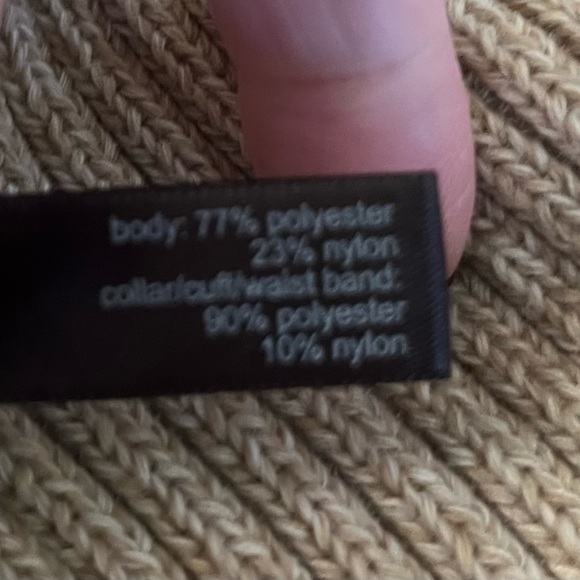 body: 77% polyester
23% nylon
collar/cuff/waist band:
90% polyester
10% nylon